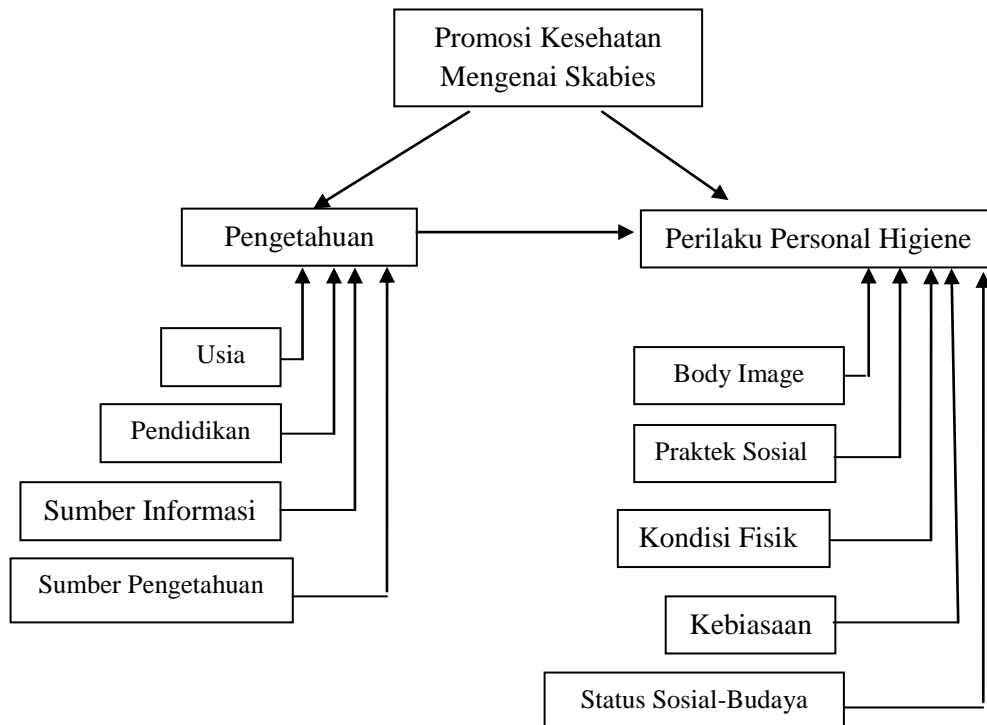 Promosi Kesehatan
Mengenai Skabies
Pengetahuan
Perilaku Personal Higiene
Usia
Pendidikan
Sumber Informasi
Sumber Pengetahuan
Body Image
Praktek Sosial
Kondisi Fisik
Kebiasaan
Status Sosial-Budaya